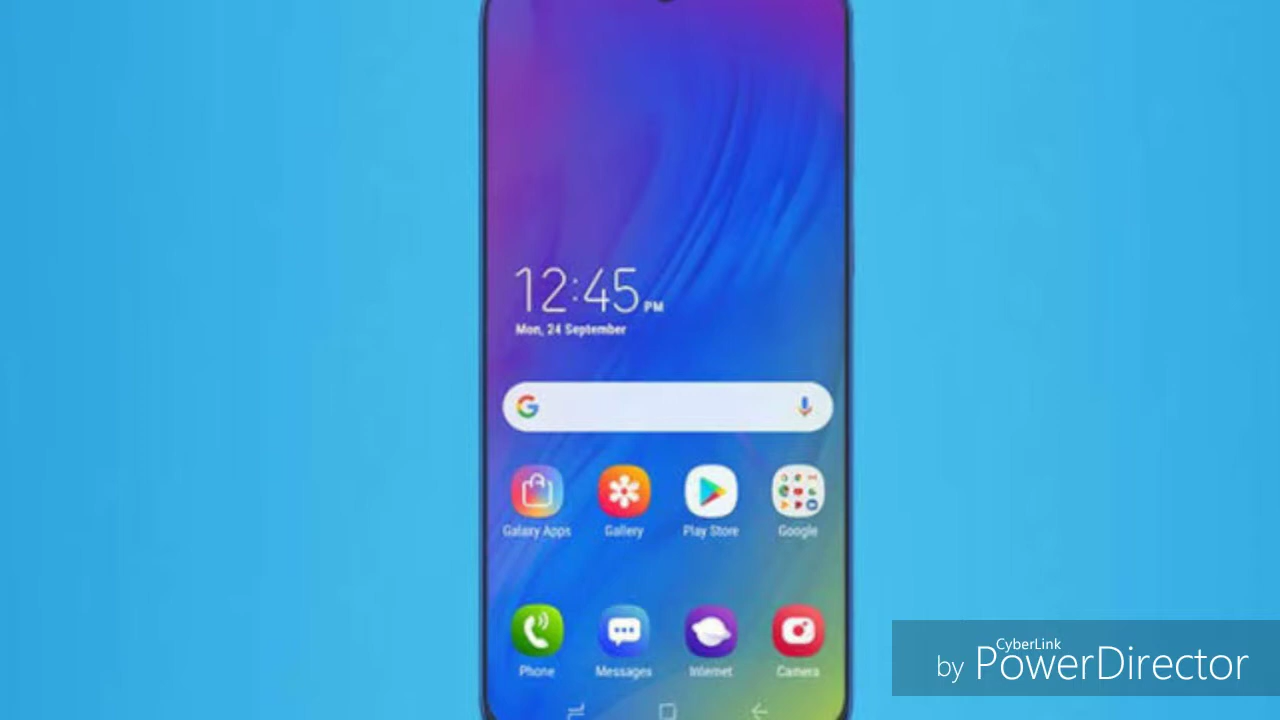 12:45 PM
Mon, 24 September
G
Galaxy Apps
Gallery
Play Store
Google
Phone
Messages
Internet
Camera
CyberLink
by PowerDirector